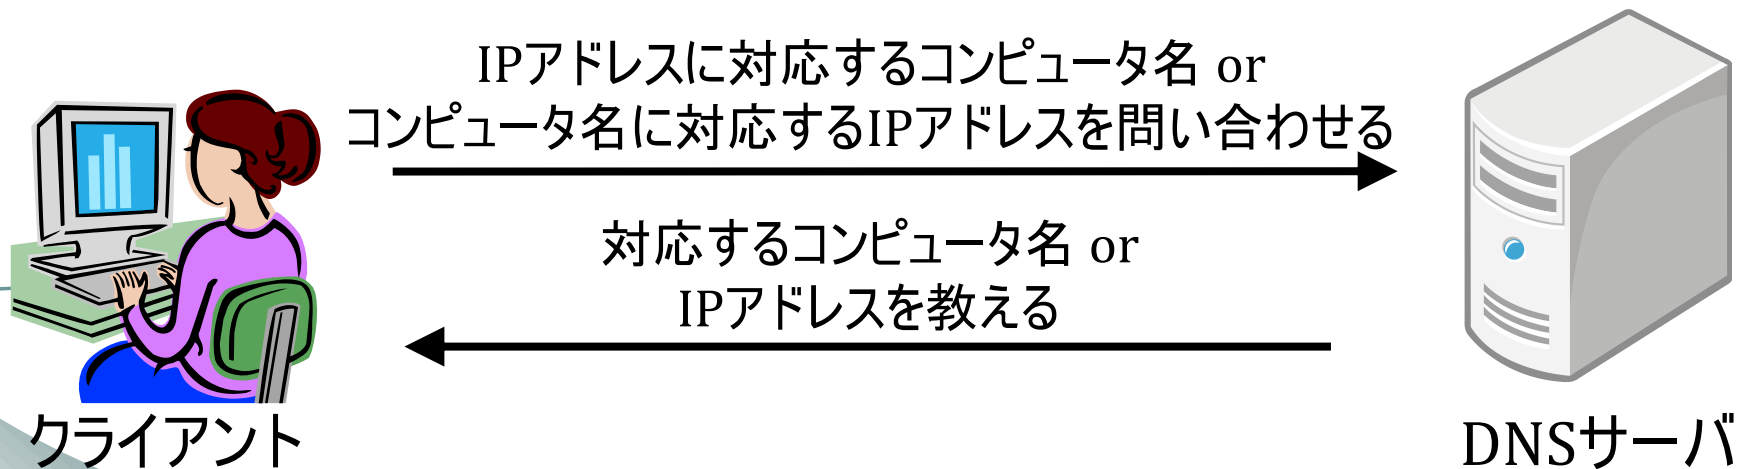 IPアドレスに対応するコンピュータ名 or
コンピュータ名に対応するIPアドレスを問い合わせる
対応するコンピュータ名 or
IPアドレスを教える
クライアント
DNSサーバ